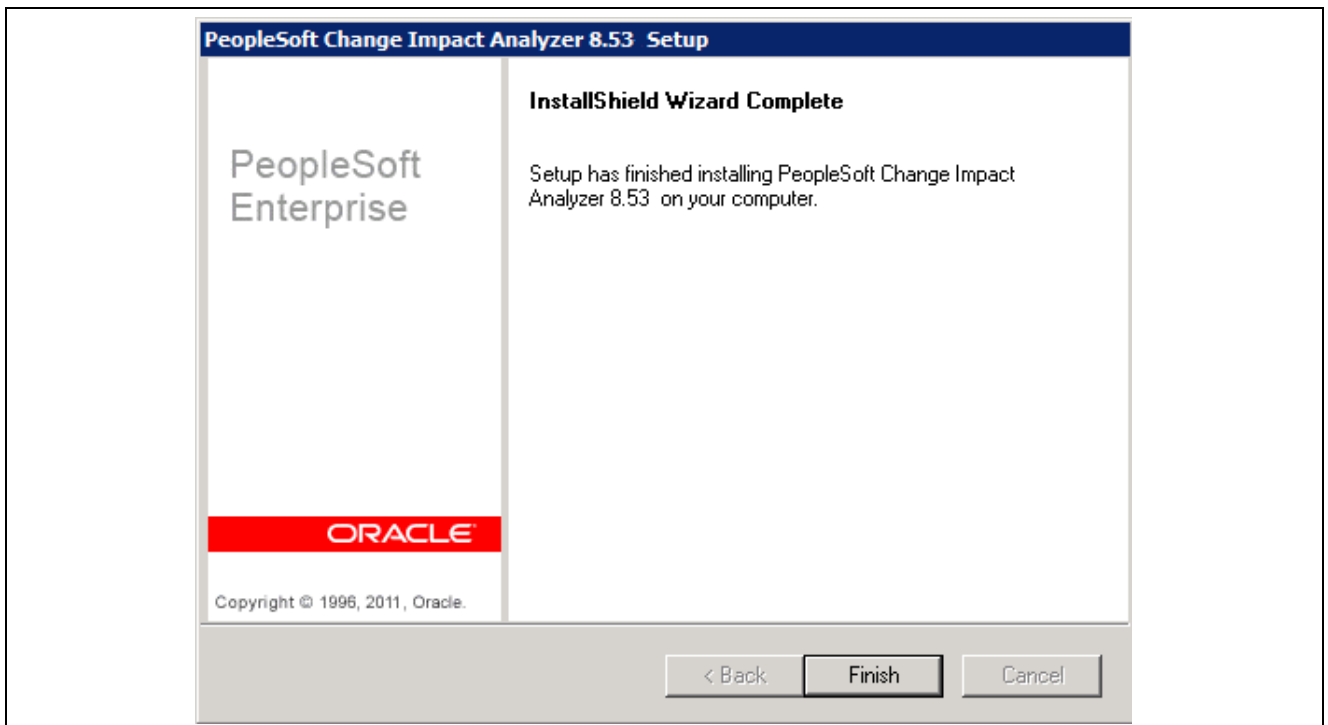 PeopleSoft Change Impact Analyzer 8.53 Setup
PeopleSoft
Enterprise
InstallShield Wizard Complete
Setup has finished installing PeopleSoft Change Impact
Analyzer 8.53 on your computer.
ORACLE
Copyright © 1996, 2011, Oracle.
< Back
Finish
Cancel